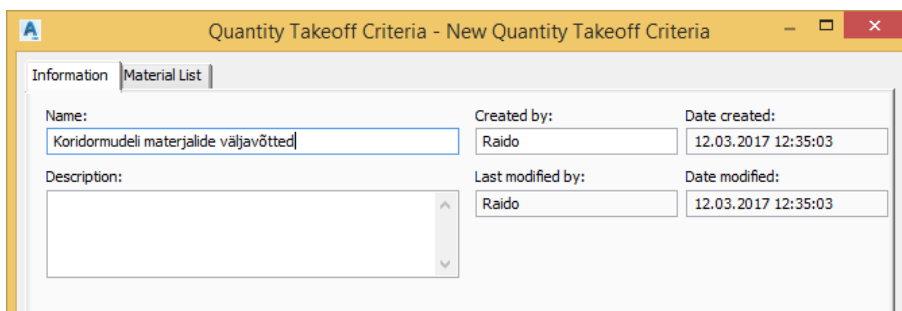 Quantity Takeoff Criteria - New Quantity Takeoff Criteria
Information Material List
Name: Created by: Date created:
Koridormudeli materjalide väljavõtted Raido 12.03.2017 12:35:03
Description: Last modified by: Date modified:
Raido 12.03.2017 12:35:03